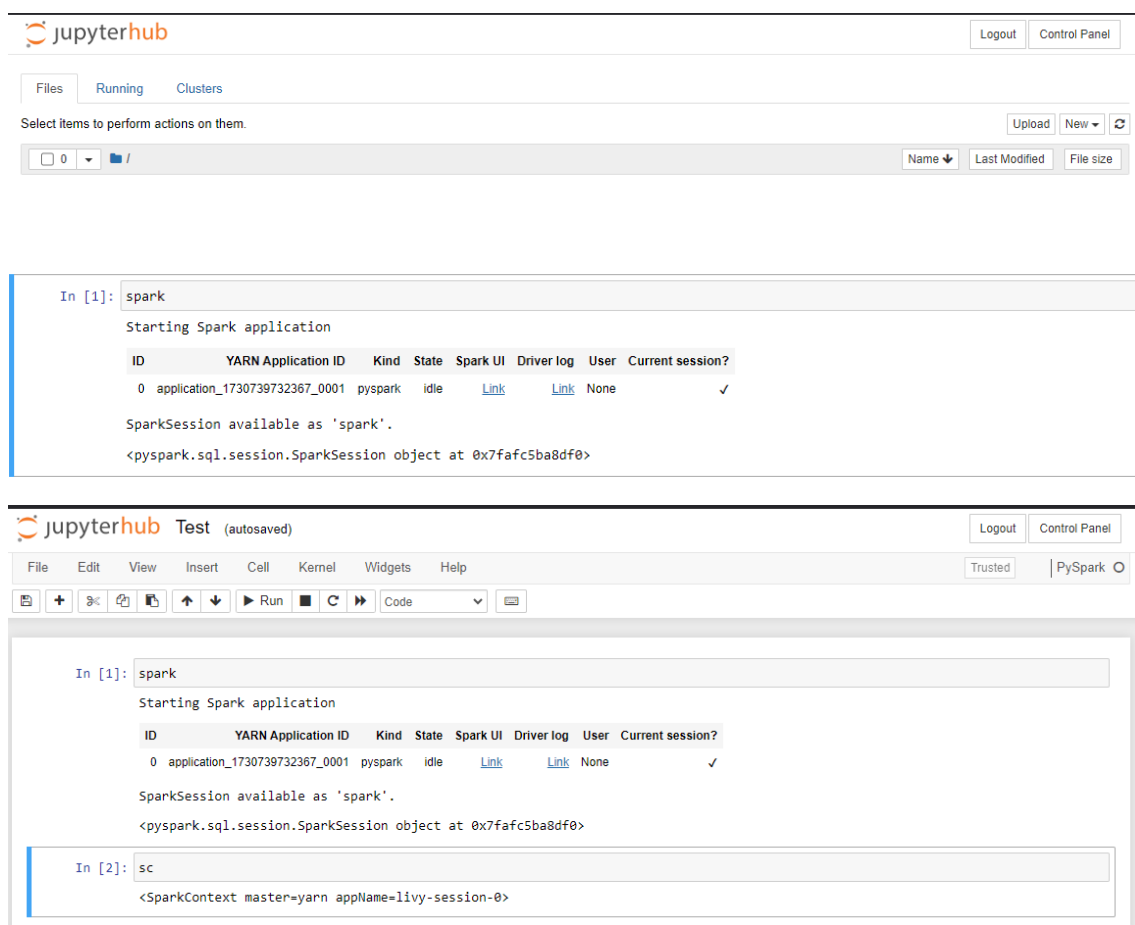 jupyterhub Logout Control Panel
Files Running Clusters
Select items to perform actions on them. Upload New
0 / Name Last Modified File size
In [1]: spark
Starting Spark application
ID YARN Application ID Kind State Spark UI Driver log User Current session?
0 application_1730739732367_0001 pyspark idle Link Link None ✓
SparkSession available as 'spark'.
<pyspark.sql.session.SparkSession object at 0x7fafc5ba8df0>
jupyterhub Test (autosaved) Logout Control Panel
File Edit View Insert Cell Kernel Widgets Help Trusted PySpark
Run Code
In [1]: spark
Starting Spark application
ID YARN Application ID Kind State Spark UI Driver log User Current session?
0 application_1730739732367_0001 pyspark idle Link Link None ✓
SparkSession available as 'spark'.
<pyspark.sql.session.SparkSession object at 0x7fafc5ba8df0>
In [2]: sc
<SparkContext master=yarn appName=livy-session-0>